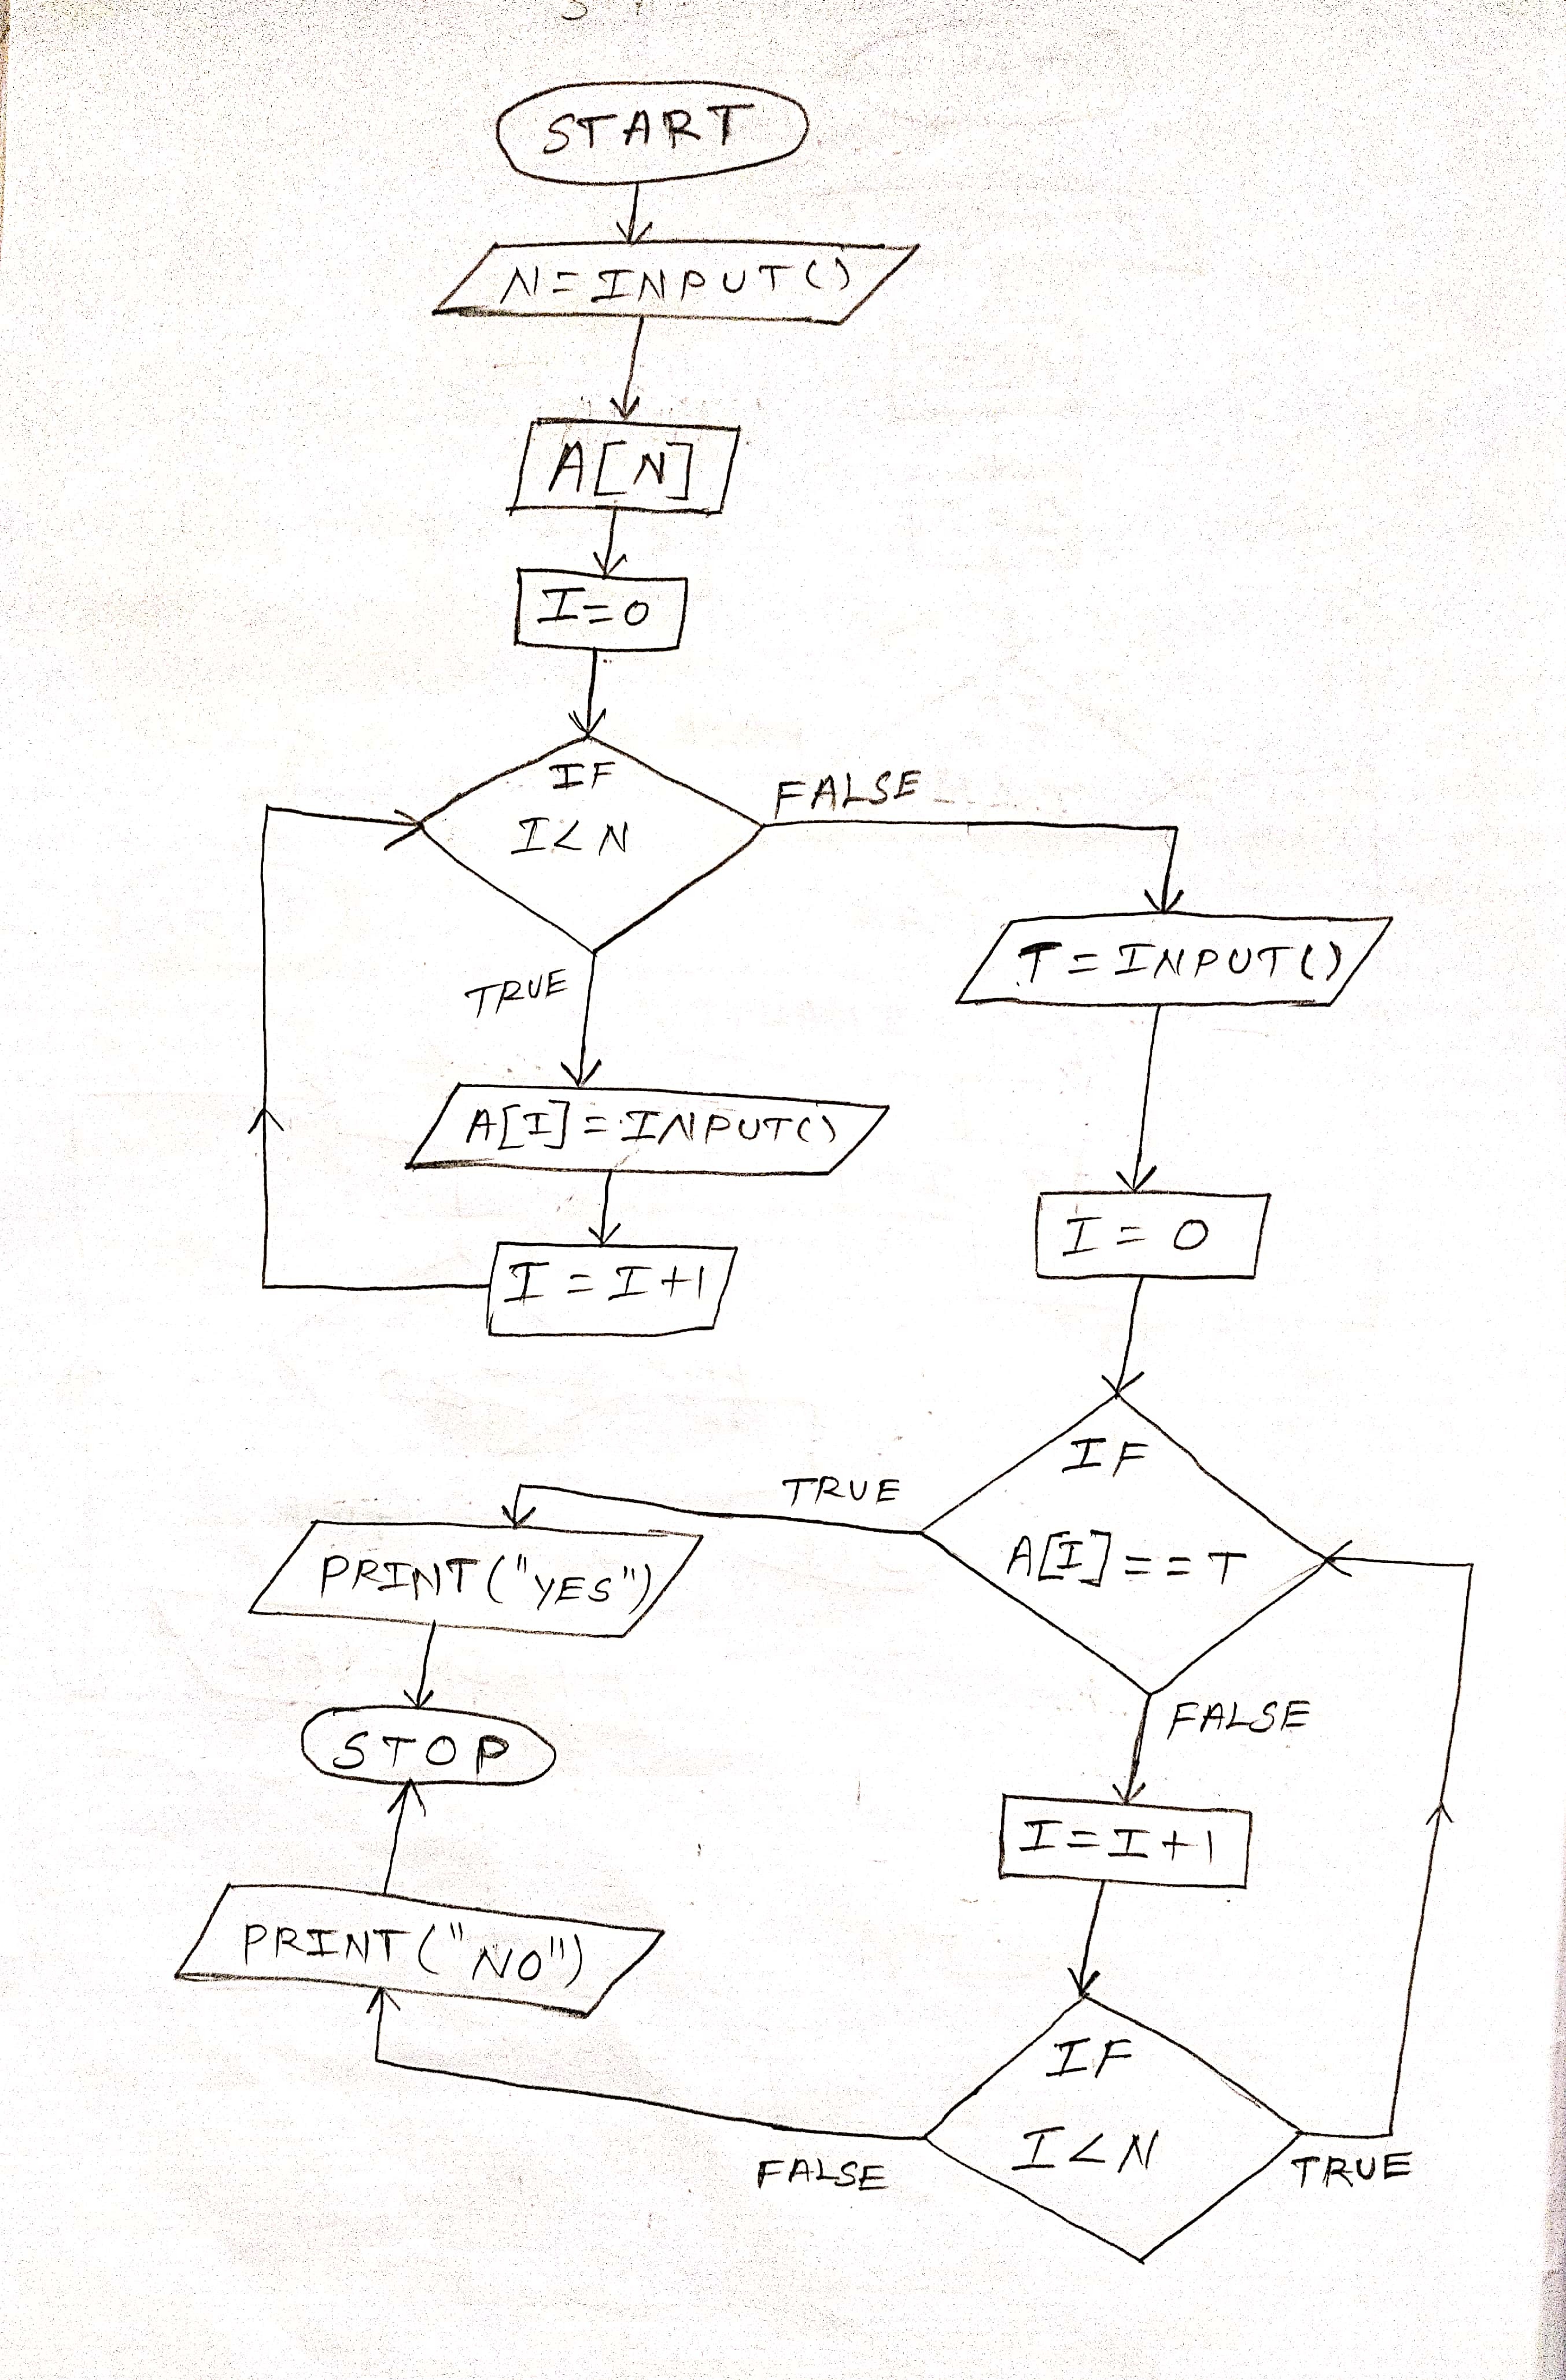 START
N=INPUT()
A[N]
I=0
IF
I<N
FALSE
TRUE
T=INPUT()
A[I]=INPUT()
I=I+1
I=0
IF
A[I]==T
TRUE
FALSE
PRINT("YES")
STOP
I=I+1
PRINT("NO")
IF
I<N
FALSE
TRUE